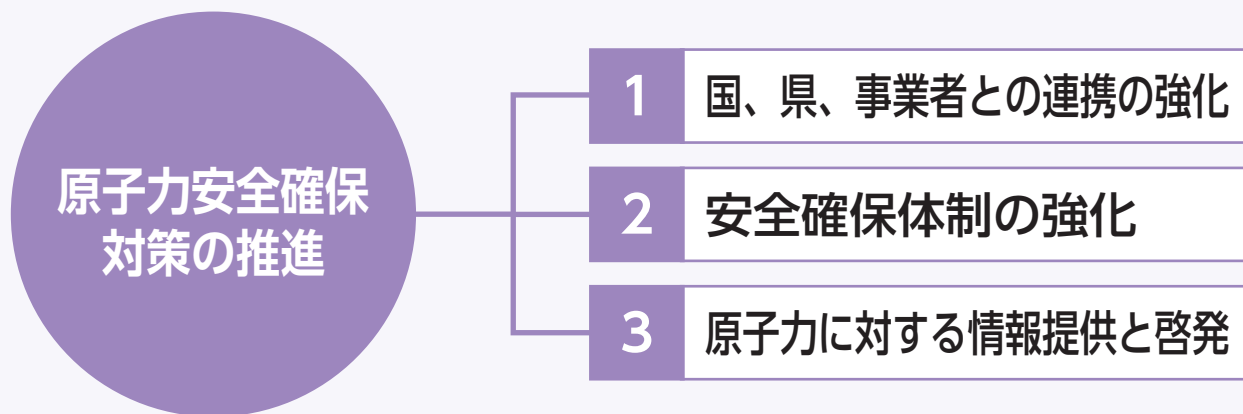 原子力安全確保
対策の推進
1 国、県、事業者との連携の強化
2 安全確保体制の強化
3 原子力に対する情報提供と啓発